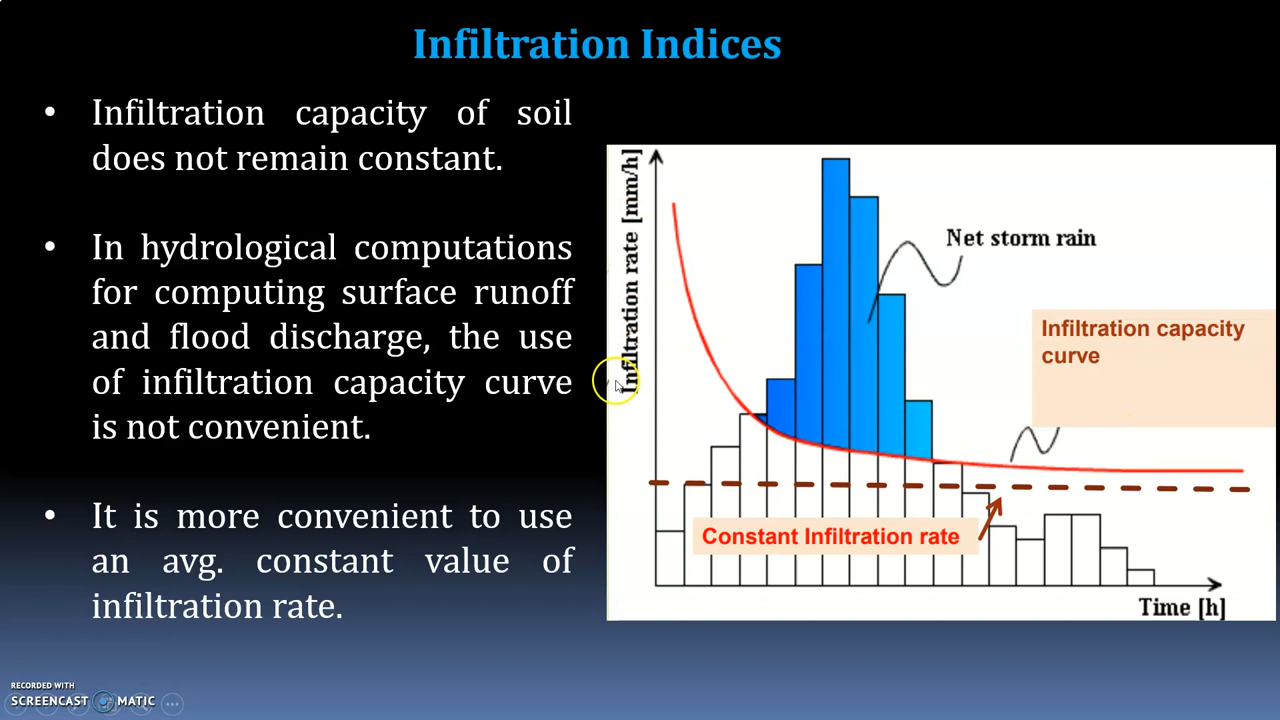 Infiltration Indices
• Infiltration capacity of soil
does not remain constant.
• In hydrological computations
for computing surface runoff
and flood discharge, the use
of infiltration capacity curve
is not convenient.
• It is more convenient to use
an avg. constant value of
infiltration rate.
Infiltration rate [mm/h]
Net storm rain
Infiltration capacity
curve
Constant Infiltration rate
Time [h]
RECORDED WITH
SCREENCAST MATIC